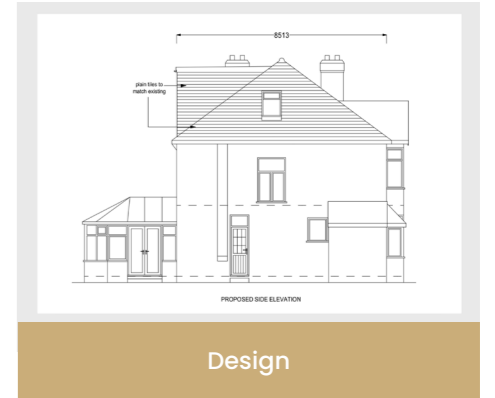 8513
plain tiles to
match existing
PROPOSED SIDE ELEVATION
Design